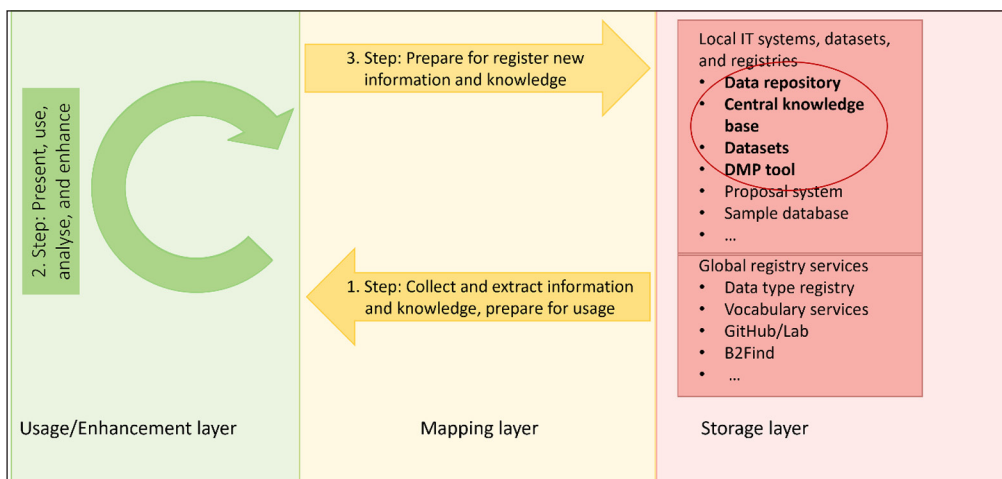 2. Step: Present, use,
analyse, and enhance
3. Step: Prepare for register new
information and knowledge
1. Step: Collect and extract information
and knowledge, prepare for usage
Local IT systems, datasets,
and registries
• Data repository
• Central knowledge
base
• Datasets
• DMP tool
• Proposal system
• Sample database
• ...
Global registry services
• Data type registry
• Vocabulary services
• GitHub/Lab
• B2Find
• ...
Usage/Enhancement layer
Mapping layer
Storage layer